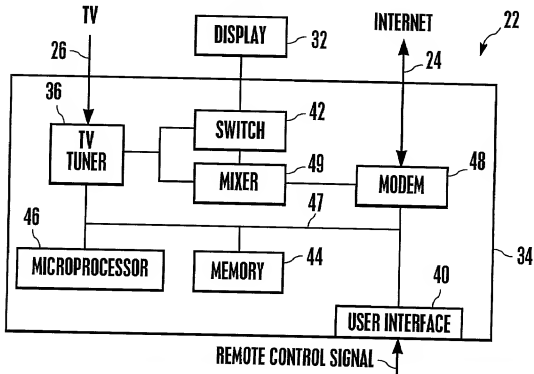 TV
DISPLAY
32
INTERNET
22
26
24
36
TV
TUNER
SWITCH
42
MIXER
49
MODEM
48
47
46
MICROPROCESSOR
MEMORY
44
34
40
USER INTERFACE
REMOTE CONTROL SIGNAL